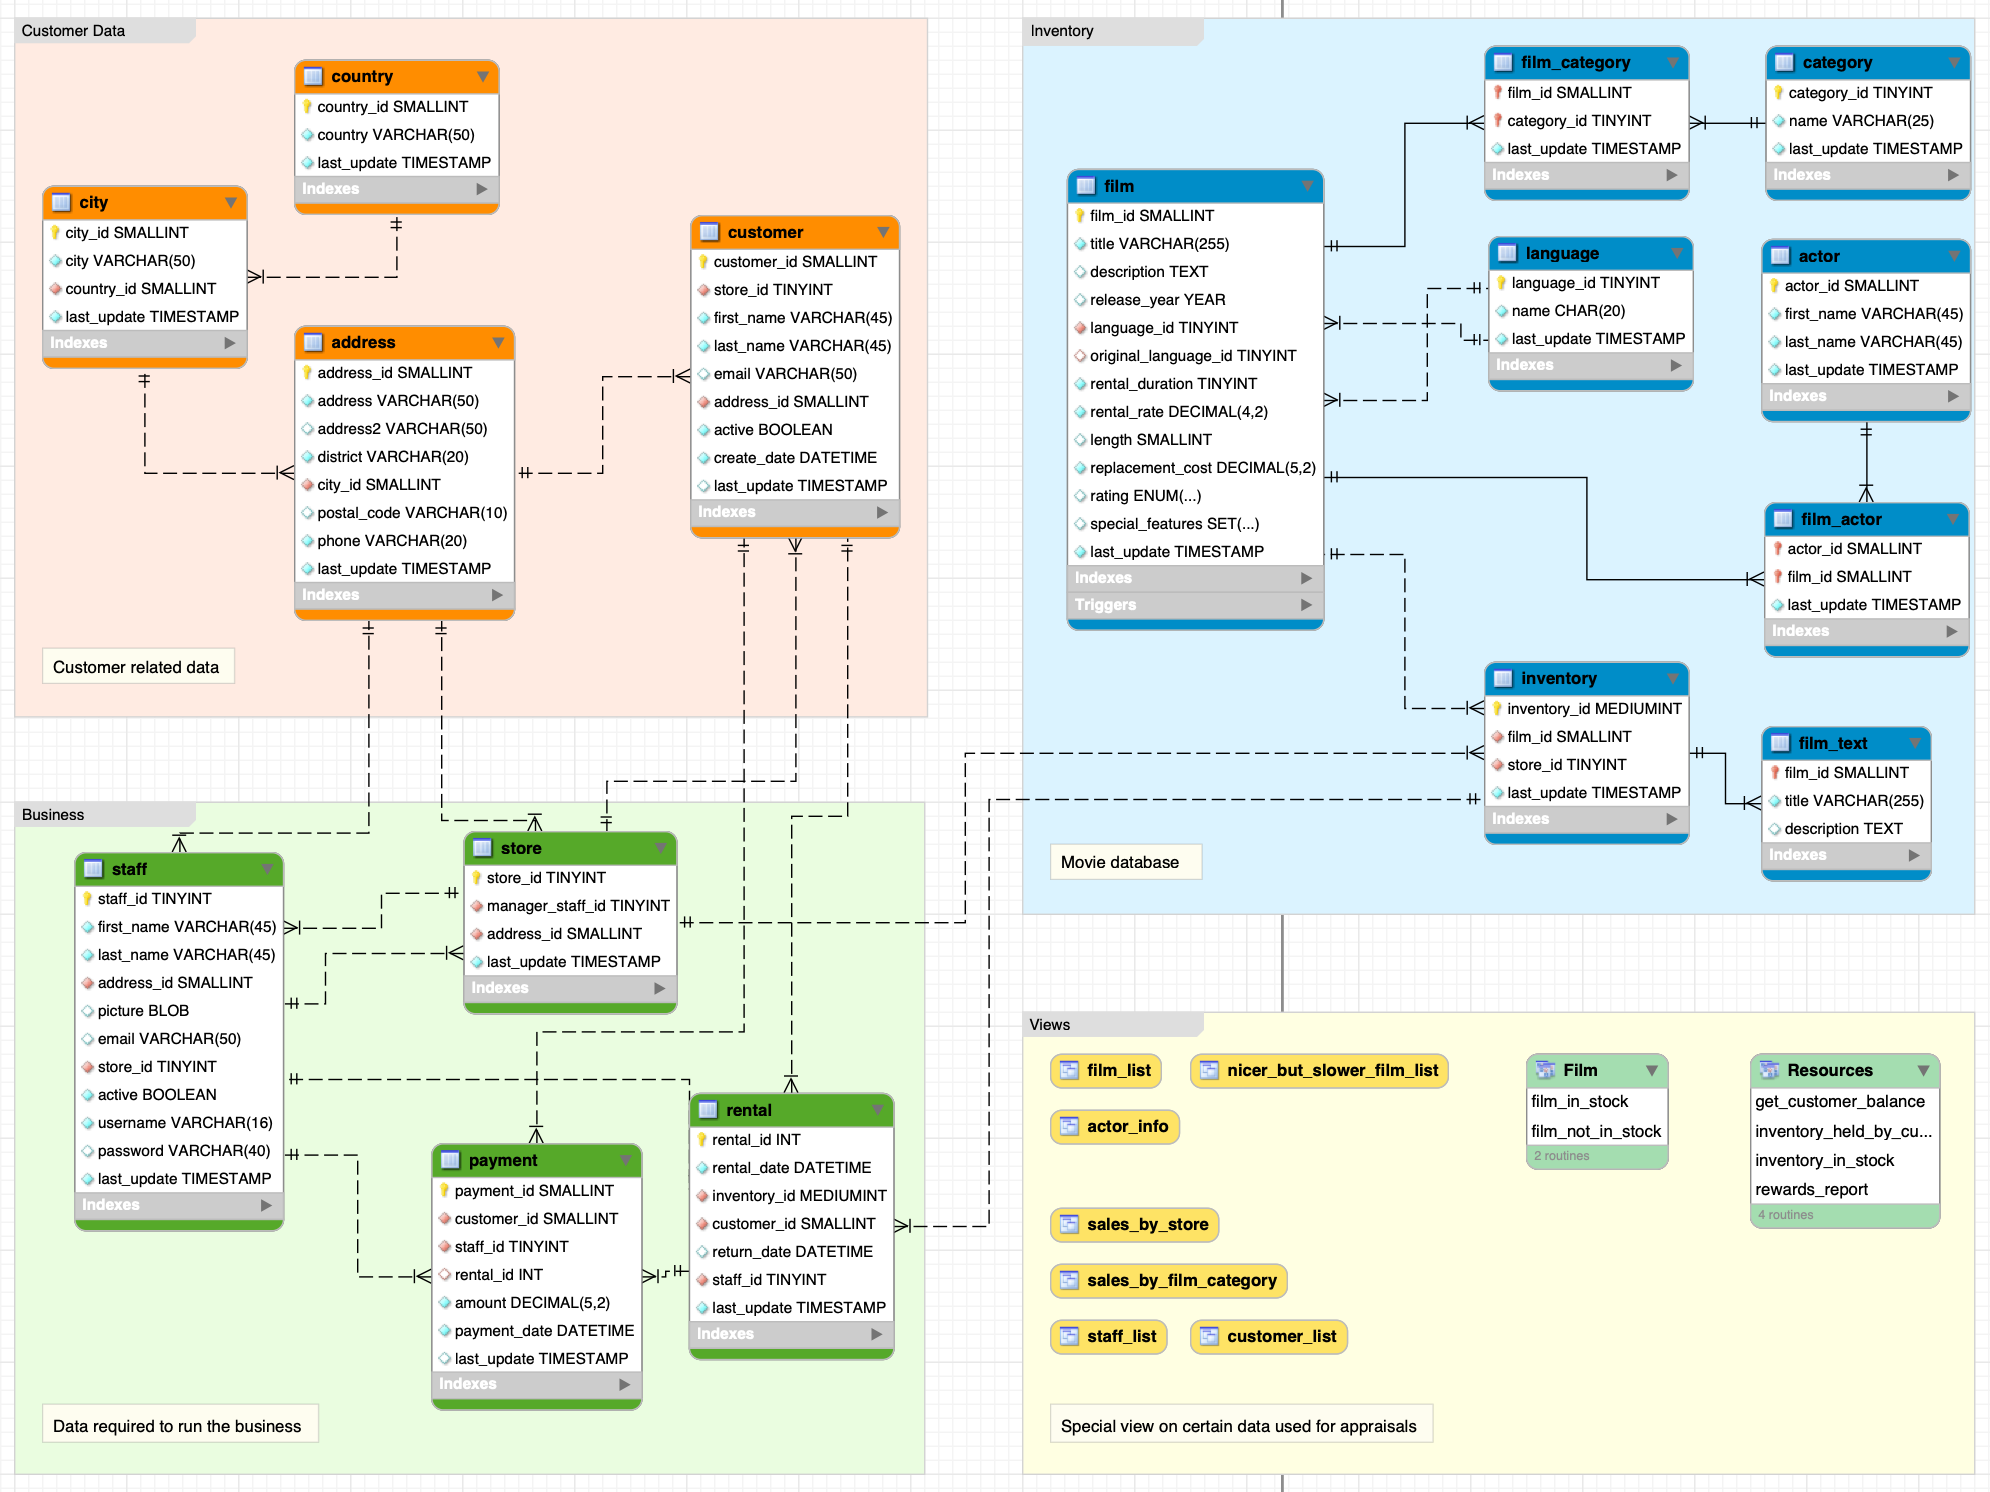 Customer Data
country
country_id SMALLINT
country VARCHAR(50)
last_update TIMESTAMP
Indexes
city
city_id SMALLINT
city VARCHAR(50)
country_id SMALLINT
last_update TIMESTAMP
Indexes
address
address_id SMALLINT
address VARCHAR(50)
address2 VARCHAR(50)
district VARCHAR(20)
city_id SMALLINT
postal_code VARCHAR(10)
phone VARCHAR(20)
last_update TIMESTAMP
Indexes
customer
customer_id SMALLINT
store_id TINYINT
first_name VARCHAR(45)
last_name VARCHAR(45)
email VARCHAR(50)
address_id SMALLINT
active BOOLEAN
create_date DATETIME
last_update TIMESTAMP
Indexes
Customer related data
Inventory
film
film_id SMALLINT
title VARCHAR(255)
description TEXT
release_year YEAR
language_id TINYINT
original_language_id TINYINT
rental_duration TINYINT
rental_rate DECIMAL(4,2)
length SMALLINT
replacement_cost DECIMAL(5,2)
rating ENUM(...)
special_features SET(...)
last_update TIMESTAMP
Indexes
Triggers
film_category
film_id SMALLINT
category_id TINYINT
last_update TIMESTAMP
Indexes
category
category_id TINYINT
name VARCHAR(25)
last_update TIMESTAMP
Indexes
language
language_id TINYINT
name CHAR(20)
last_update TIMESTAMP
Indexes
actor
actor_id SMALLINT
first_name VARCHAR(45)
last_name VARCHAR(45)
last_update TIMESTAMP
Indexes
film_actor
actor_id SMALLINT
film_id SMALLINT
last_update TIMESTAMP
Indexes
inventory
inventory_id MEDIUMINT
film_id SMALLINT
store_id TINYINT
last_update TIMESTAMP
Indexes
film_text
film_id SMALLINT
title VARCHAR(255)
description TEXT
Indexes
Movie database
Business
staff
staff_id TINYINT
first_name VARCHAR(45)
last_name VARCHAR(45)
address_id SMALLINT
picture BLOB
email VARCHAR(50)
store_id TINYINT
active BOOLEAN
username VARCHAR(16)
password VARCHAR(40)
last_update TIMESTAMP
Indexes
store
store_id TINYINT
manager_staff_id TINYINT
address_id SMALLINT
last_update TIMESTAMP
Indexes
payment
payment_id SMALLINT
customer_id SMALLINT
staff_id TINYINT
rental_id INT
amount DECIMAL(5,2)
payment_date DATETIME
last_update TIMESTAMP
Indexes
rental
rental_id INT
rental_date DATETIME
inventory_id MEDIUMINT
customer_id SMALLINT
return_date DATETIME
staff_id TINYINT
last_update TIMESTAMP
Indexes
Data required to run the business
Views
film_list
nicer_but_slower_film_list
actor_info
sales_by_store
sales_by_film_category
staff_list
customer_list
Film
film_in_stock
film_not_in_stock
2 routines
Resources
get_customer_balance
inventory_held_by_cu...
inventory_in_stock
rewards_report
4 routines
Special view on certain data used for appraisals